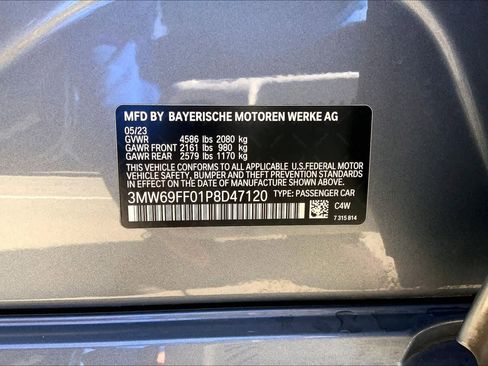 MFD BY BAYERISCHE MOTOREN WERKE AG
05/23
GVWR 4586 lbs 2080 kg
GAWR FRONT 2161 lbs 980 kg
GAWR REAR 2579 lbs 1170 kg
THIS VEHICLE CONFORMS TO ALL APPLICABLE U.S.FEDERAL MOTOR
VEHICLE SAFETY, BUMPER AND THEFT PREVENTION STANDARDS
IN EFFECT ON THE DATE OF MANUFACTURE SHOWN ABOVE.
3MW69FF01P8D47120 TYPE: PASSENGER CAR
C4W
7 315 814